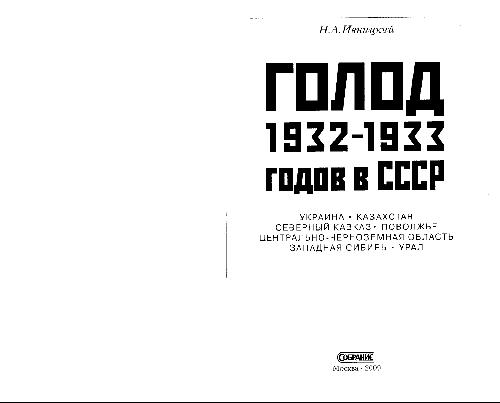 Н.А.Ивницкий
ГОЛОД
1932-1933
ГОДОВ В СССР
УКРАИНА • КАЗАХСТАН
СЕВЕРНЫЙ КАВКАЗ • ПОВОЛЖЬЕ
ЦЕНТРАЛЬНО-ЧЕРНОЗЕМНАЯ ОБЛАСТЬ
ЗАПАДНАЯ СИБИРЬ • УРАЛ
СОБРАНИЕ
Москва • 2009